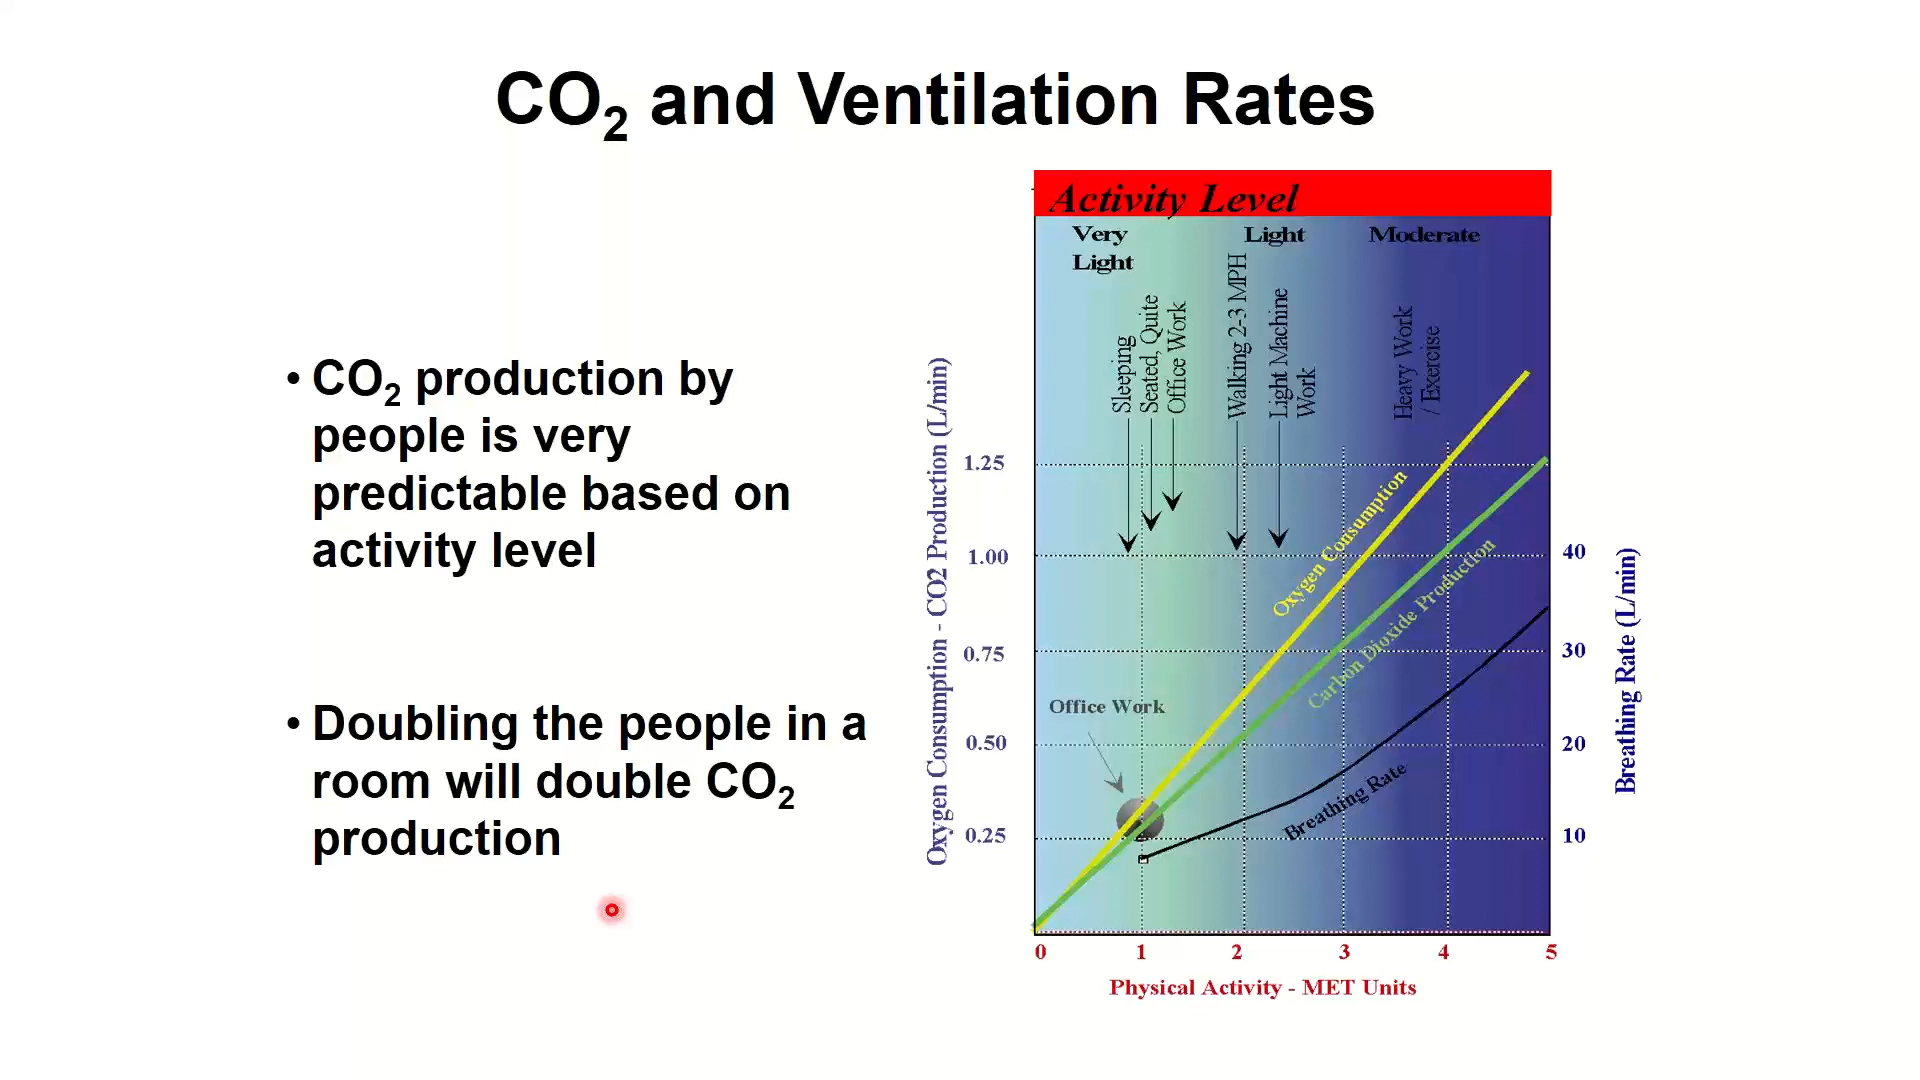 CO2 and Ventilation Rates
• CO2 production by
people is very
predictable based on
activity level
• Doubling the people in a
room will double CO2
production
Activity Level
Very
Light
Light
Moderate
Sleeping
Seated, Quite
Office Work
Walking 2-3 MPH
Light Machine
Work
Heavy Work
/ Exercise
Oxygen Consumption - CO2 Production (L/min)
1.25
1.00
0.75
0.50
0.25
Oxygen Consumption
Carbon Dioxide Production
Breathing Rate
Office Work
40
30
20
10
Breathing Rate (L/min)
0 1 2 3 4 5
Physical Activity - MET Units